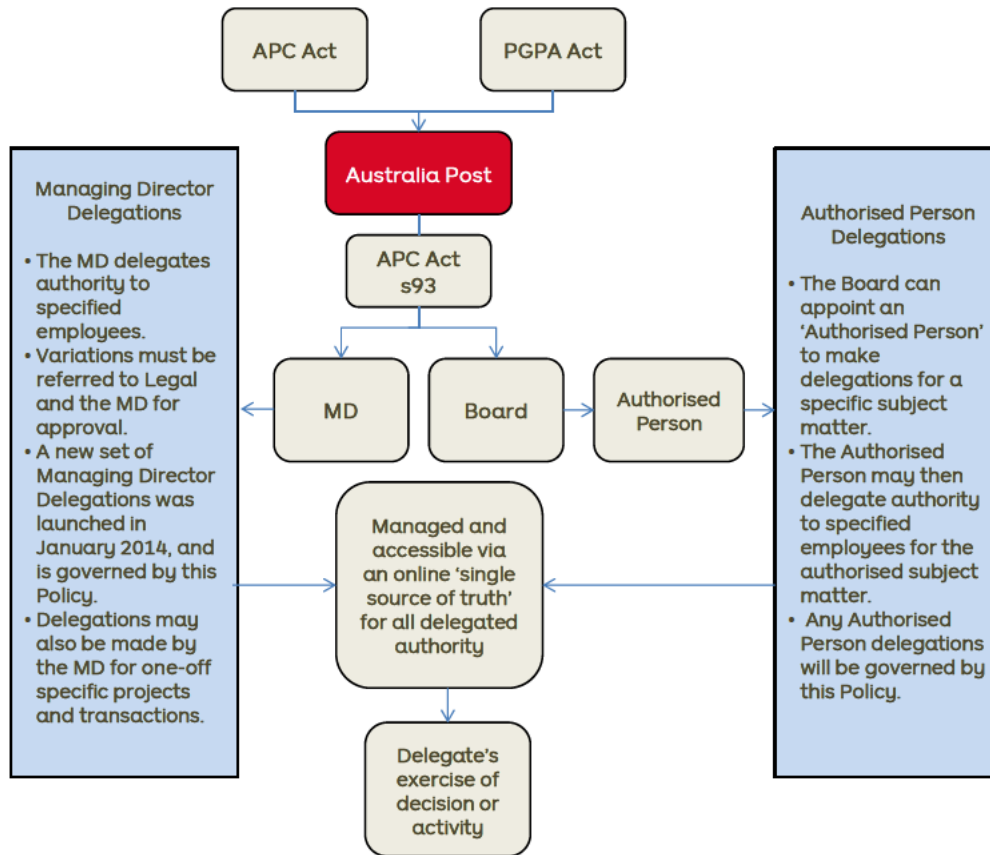 APC Act
PGPA Act
Australia Post
APC Act
s93
MD
Board
Authorised
Person
Managing Director
Delegations
• The MD delegates
authority to
specified
employees.
• Variations must be
referred to Legal
and the MD for
approval.
• A new set of
Managing Director
Delegations was
launched in
January 2014, and
is governed by this
Policy.
• Delegations may
also be made by
the MD for one-off
specific projects
and transactions.
Authorised Person
Delegations
• The Board can
appoint an
‘Authorised Person’
to make
delegations for a
specific subject
matter.
• The Authorised
Person may then
delegate authority
to specified
employees for the
authorised subject
matter.
• Any Authorised
Person delegations
will be governed by
this Policy.
Managed and
accessible via
an online ‘single
source of truth’
for all delegated
authority
Delegate’s
exercise of
decision or
activity